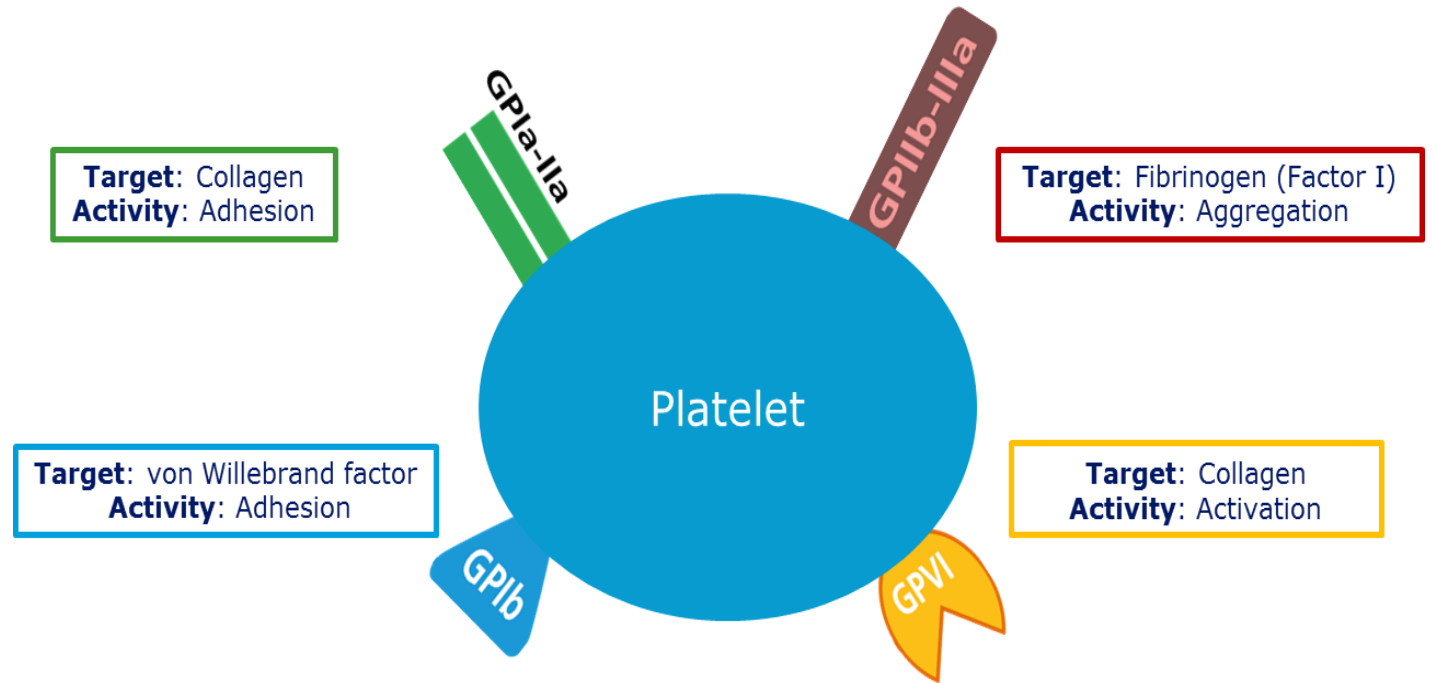 GPIa-IIa
GPIIb-IIIa
Target: Collagen
Activity: Adhesion
Target: Fibrinogen (Factor I)
Activity: Aggregation
Platelet
Target: von Willebrand factor
Activity: Adhesion
Target: Collagen
Activity: Activation
GPIb
GPVI